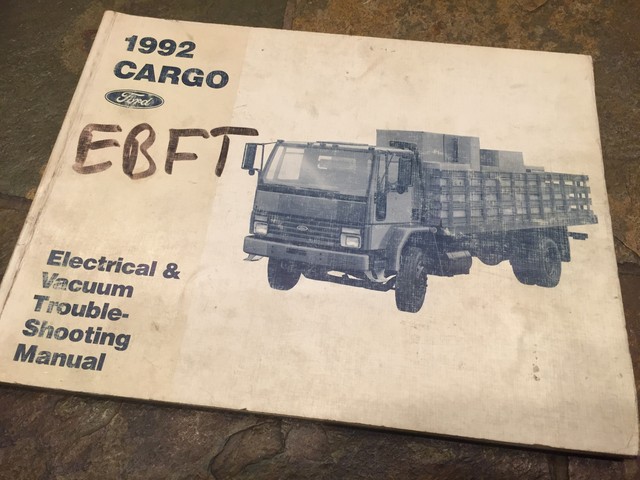 1992
CARGO
Ford
EBFT
Electrical &
Vacuum
Trouble-
Shooting
Manual